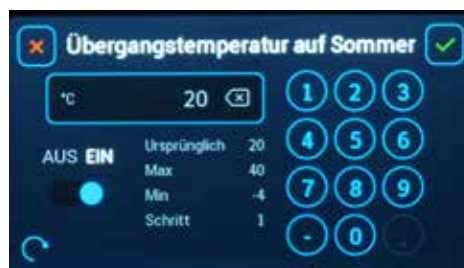 Übergangstemperatur auf Sommer
°C 20
AUS EIN
Ursprünglich 20
Max 40
Min -4
Schritt 1
1 2 3
4 5 6
7 8 9
- 0 .